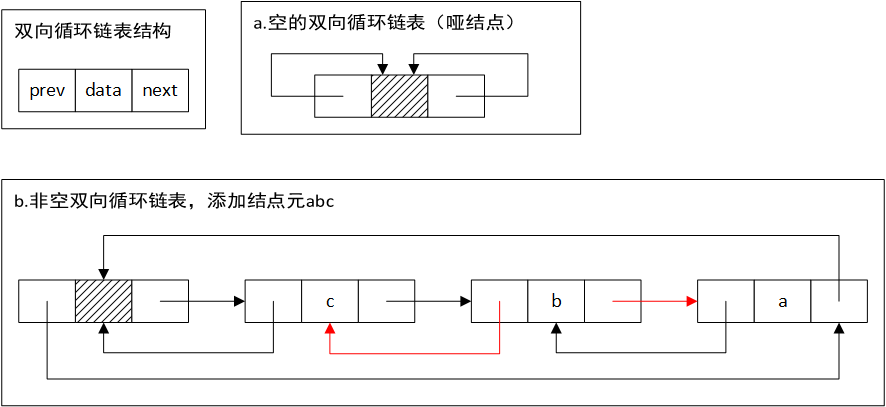 双向循环链表结构
prev data next
a.空的双向循环链表（哑结点）
b.非空双向循环链表，添加结点元abc
c b a